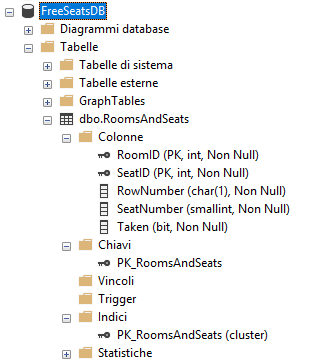 FreeSeatsDB
Diagrammi database
Tabelle
Tabelle di sistema
Tabelle esterne
GraphTables
dbo.RoomsAndSeats
Colonne
RoomID (PK, int, Non Null)
SeatID (PK, int, Non Null)
RowNumber (char(1), Non Null)
SeatNumber (smallint, Non Null)
Taken (bit, Non Null)
Chiavi
PK_RoomsAndSeats
Vincoli
Trigger
Indici
PK_RoomsAndSeats (cluster)
Statistiche